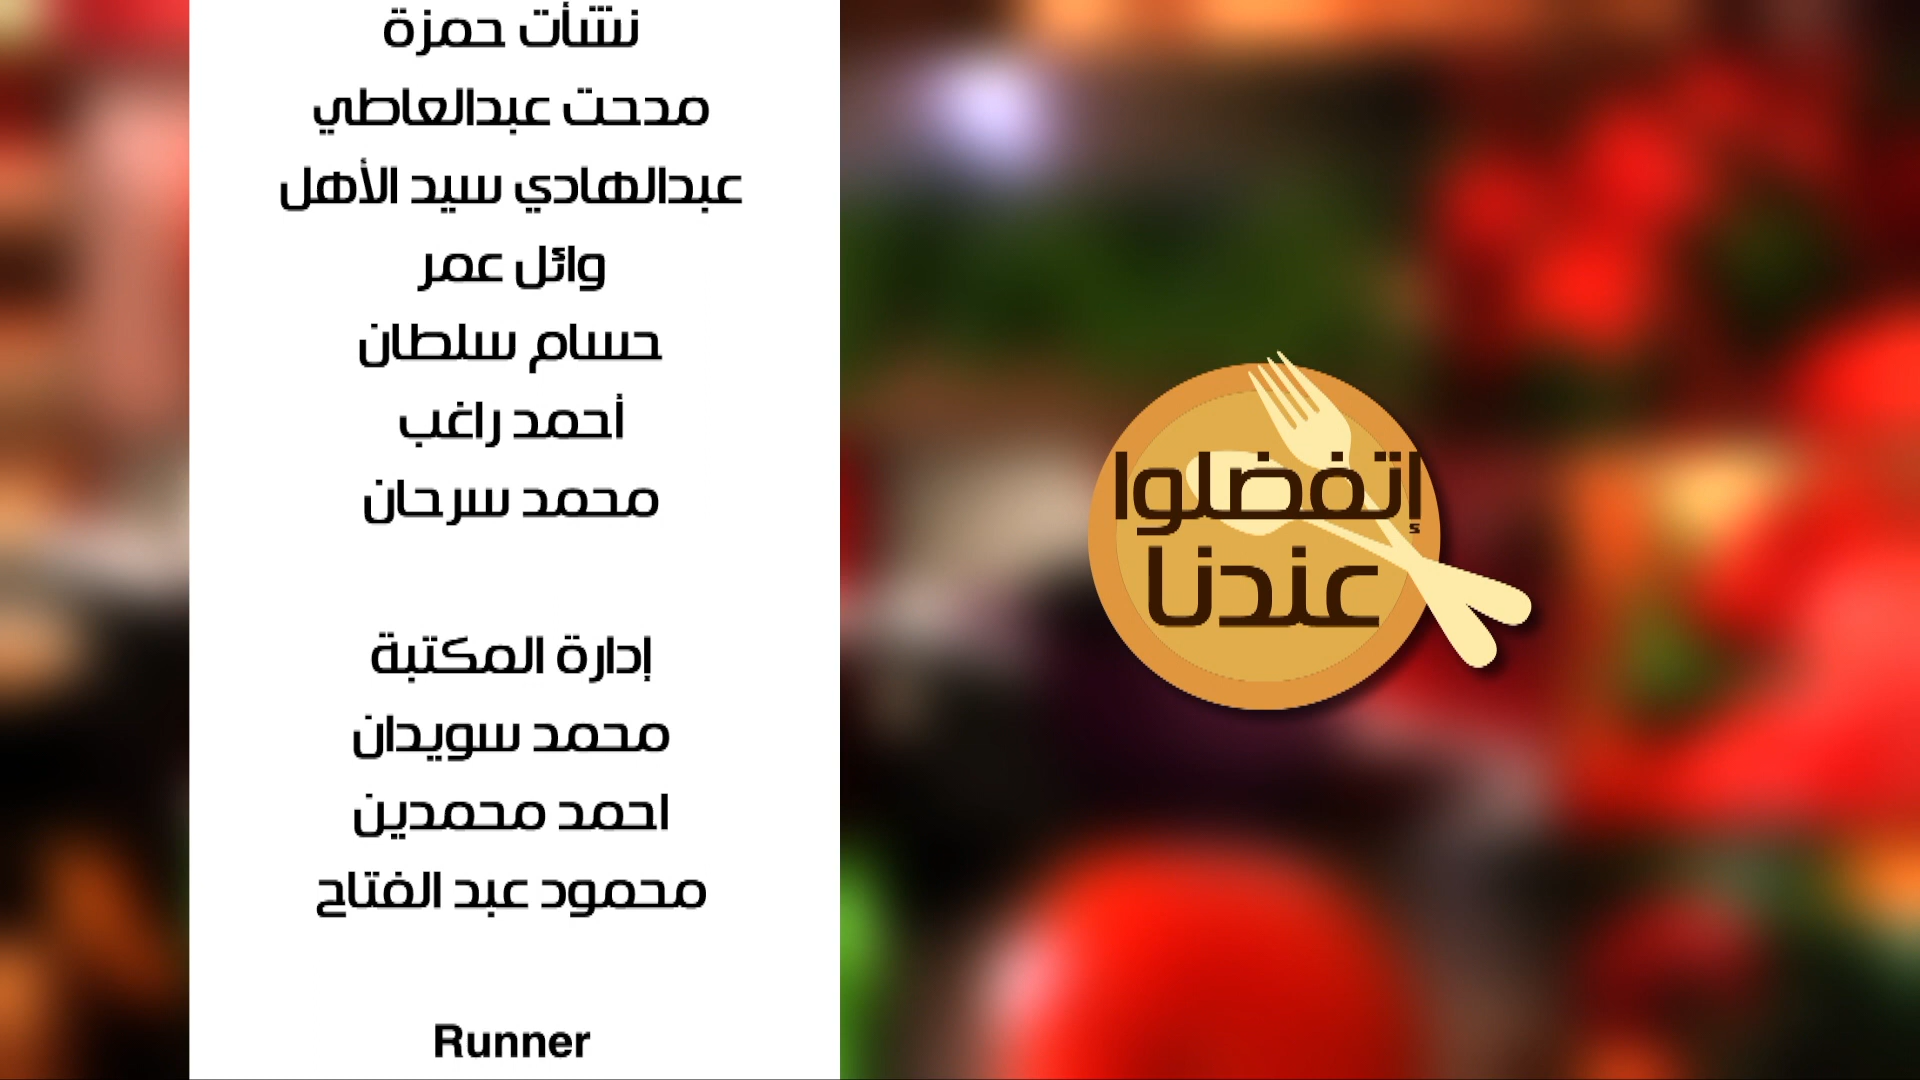 نشأت حمزة
مدحت عبدالعاطي
عبدالهادي سيد الأهل
وائل عمر
حسام سلطان
أحمد راغب
محمد سرحان
إدارة المكتبة
محمد سويدان
احمد محمدين
محمود عبد الفتاح
Runner
إتفضلوا
عندنا